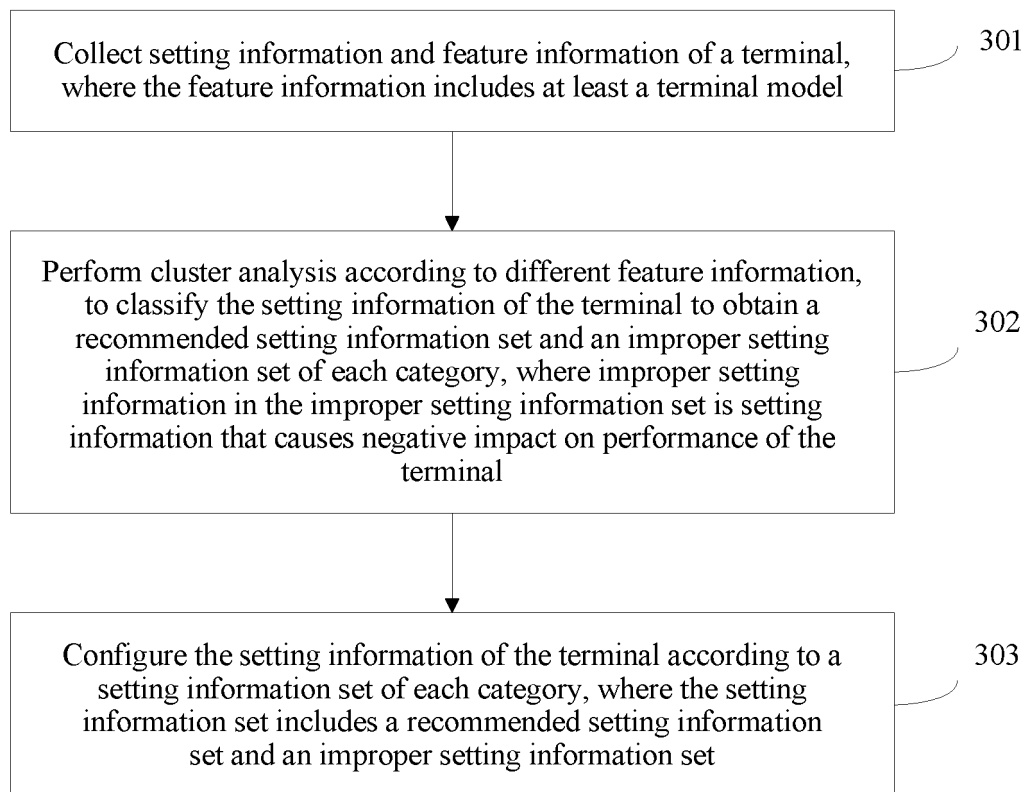 Collect setting information and feature information of a terminal,
where the feature information includes at least a terminal model
301
Perform cluster analysis according to different feature information,
to classify the setting information of the terminal to obtain a
recommended setting information set and an improper setting
information set of each category, where improper setting
information in the improper setting information set is setting
information that causes negative impact on performance of the
terminal
302
Configure the setting information of the terminal according to a
setting information set of each category, where the setting
information set includes a recommended setting information
set and an improper setting information set
303